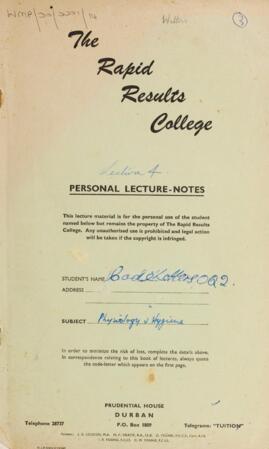 3
The
Rapid
Results
College
Lecture 4
PERSONAL LECTURE-NOTES
This lecture material is for the personal use of the student
named below but remains the property of The Rapid Results
College. Any unauthorised use is prohibited and legal action
will be taken if the copyright is infringed.
STUDENT'S NAME Code
ADDRESS
SUBJECT Physiology & Hygiene
In order to minimise the risk of loss, complete the details above.
In correspondence relating to this book of lectures, always quote
the code-letter which appears on the first page.
PRUDENTIAL HOUSE
DURBAN
Telephone 28737 P.O. Box 1809 Telegrams: "TUITION"